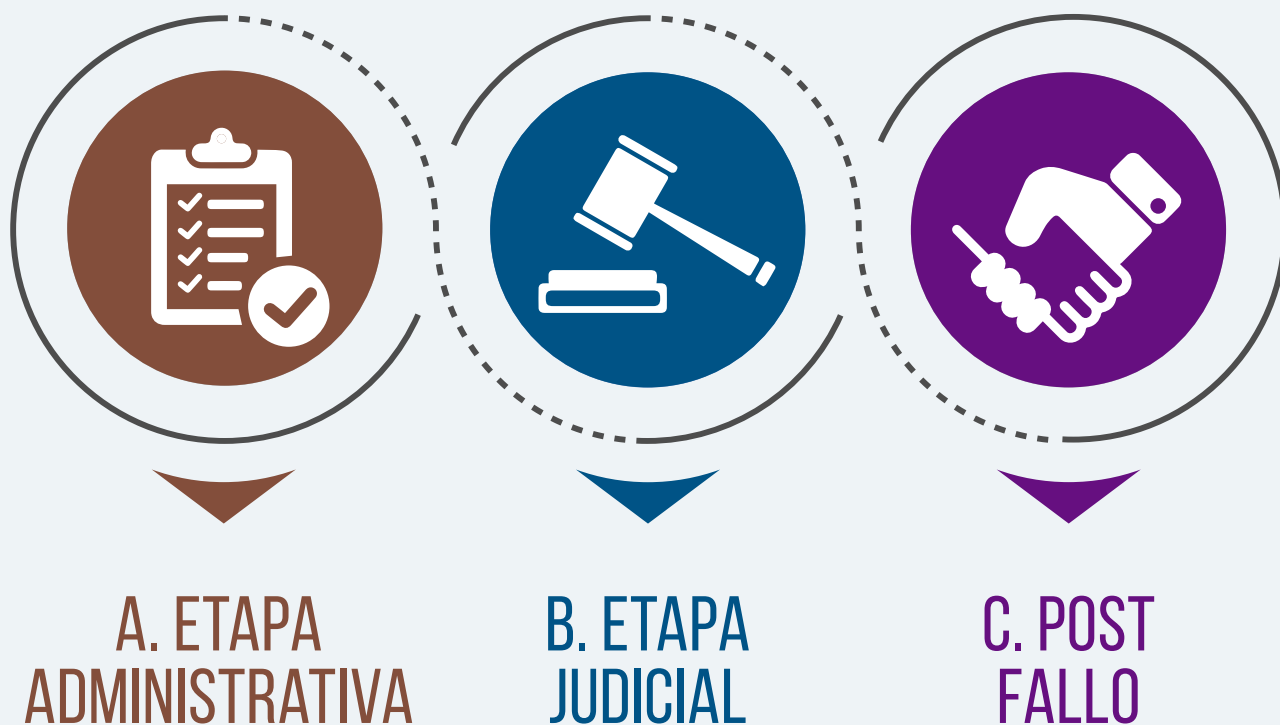 A. ETAPA
ADMINISTRATIVA
B. ETAPA
JUDICIAL
C. POST
FALLO